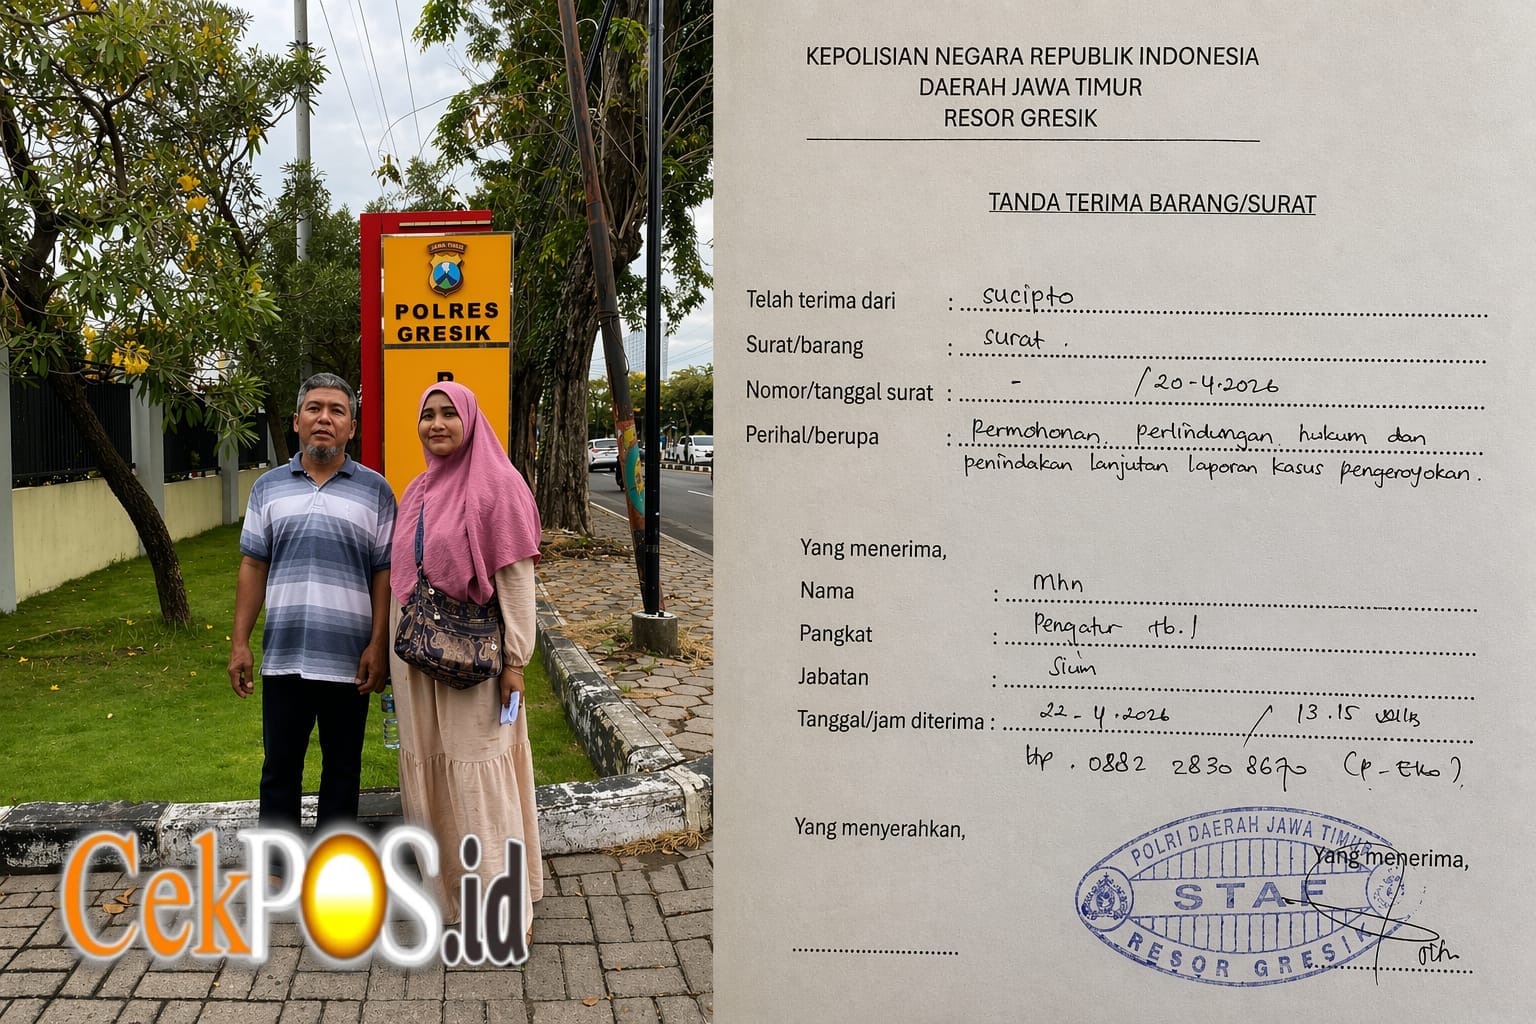 JAWA TIMUR
POLRES
GRESIK
CekPOS.id
KEPOLISIAN NEGARA REPUBLIK INDONESIA
DAERAH JAWA TIMUR
RESOR GRESIK
TANDA TERIMA BARANG/SURAT
Telah terima dari : sucipto
Surat/barang : surat .
Nomor/tanggal surat : - / 20-4.2026
Perihal/berupa : Permohonan perlindungan hukum dan
penindakan lanjutan laporan kasus pengeroyokan.
Yang menerima,
Nama : Mhn
Pangkat : Pengatur tb.1
Jabatan : Sium
Tanggal/jam diterima : 22-4.2026 / 13.15
Hp . 0882 2830 8670 (P-Eko).
Yang menyerahkan,
Yang menerima,
POLRI DAERAH JAWA TIMUR
STAF
RESOR GRESIK